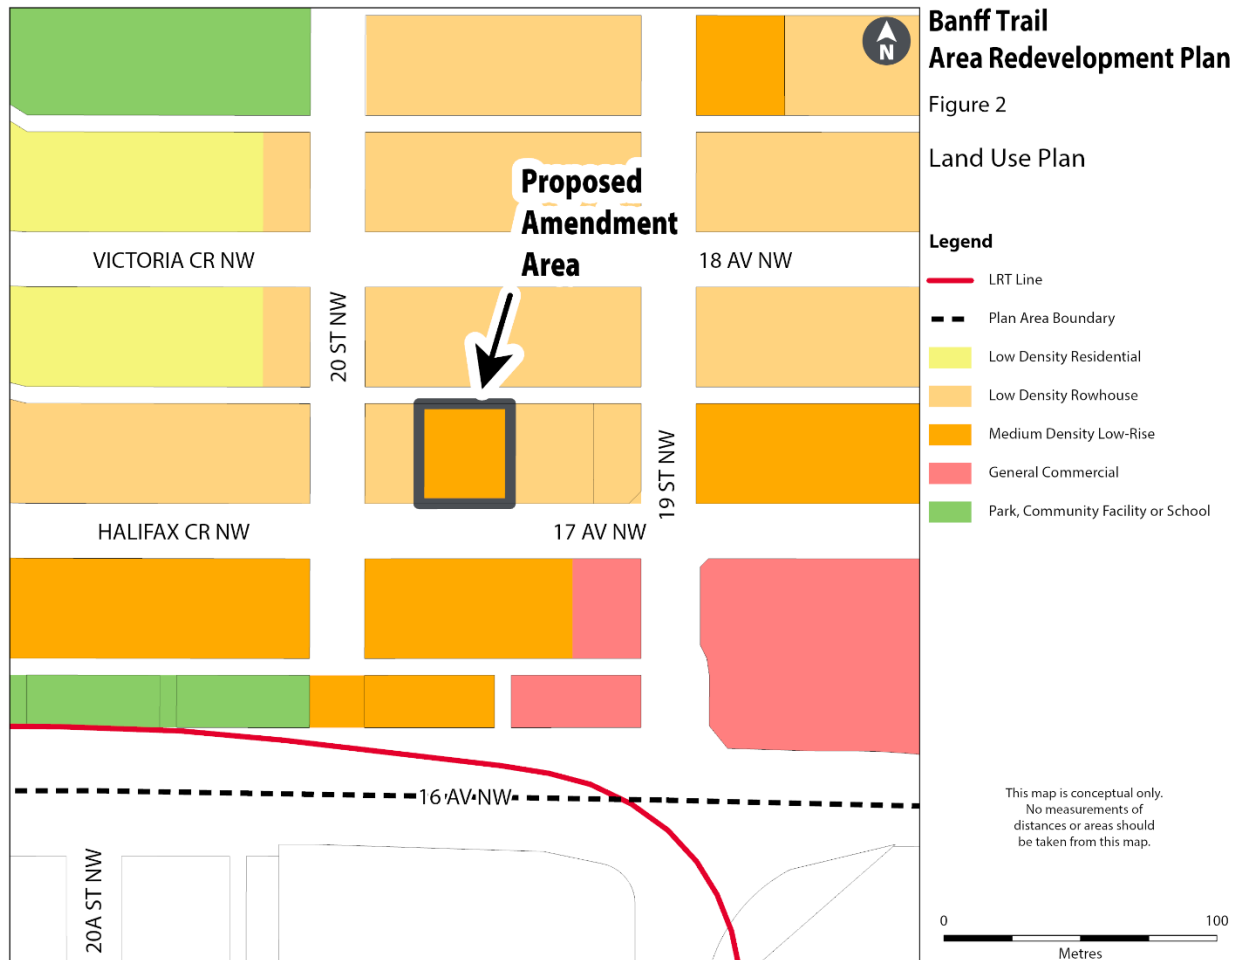 Banff Trail
Area Redevelopment Plan
Figure 2
Land Use Plan
N
Proposed
Amendment
Area
VICTORIA CR NW
18 AV NW
20 ST NW
19 ST NW
HALIFAX CR NW
17 AV NW
16 AV NW
20A ST NW
Legend
LRT Line
Plan Area Boundary
Low Density Residential
Low Density Rowhouse
Medium Density Low-Rise
General Commercial
Park, Community Facility or School
This map is conceptual only.
No measurements of
distances or areas should
be taken from this map.
0 100
Metres